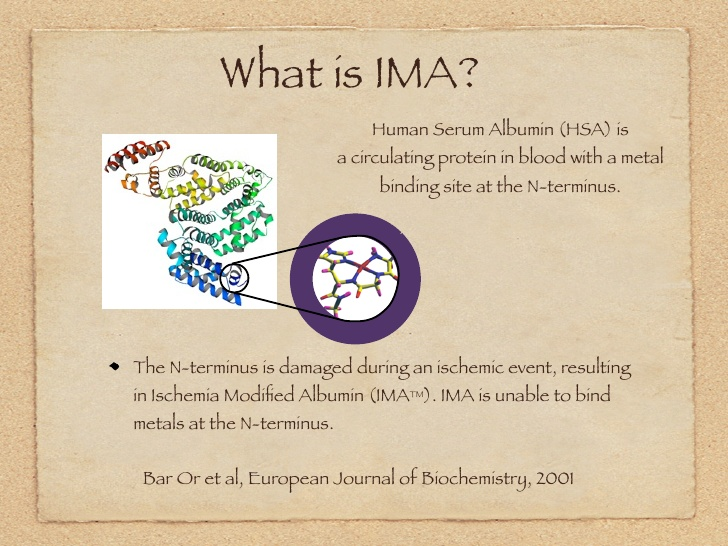 What is IMA?
Human Serum Albumin (HSA) is
a circulating protein in blood with a metal
binding site at the N-terminus.
The N-terminus is damaged during an ischemic event, resulting
in Ischemia Modified Albumin (IMA™). IMA is unable to bind
metals at the N-terminus.
Bar Or et al, European Journal of Biochemistry, 2001